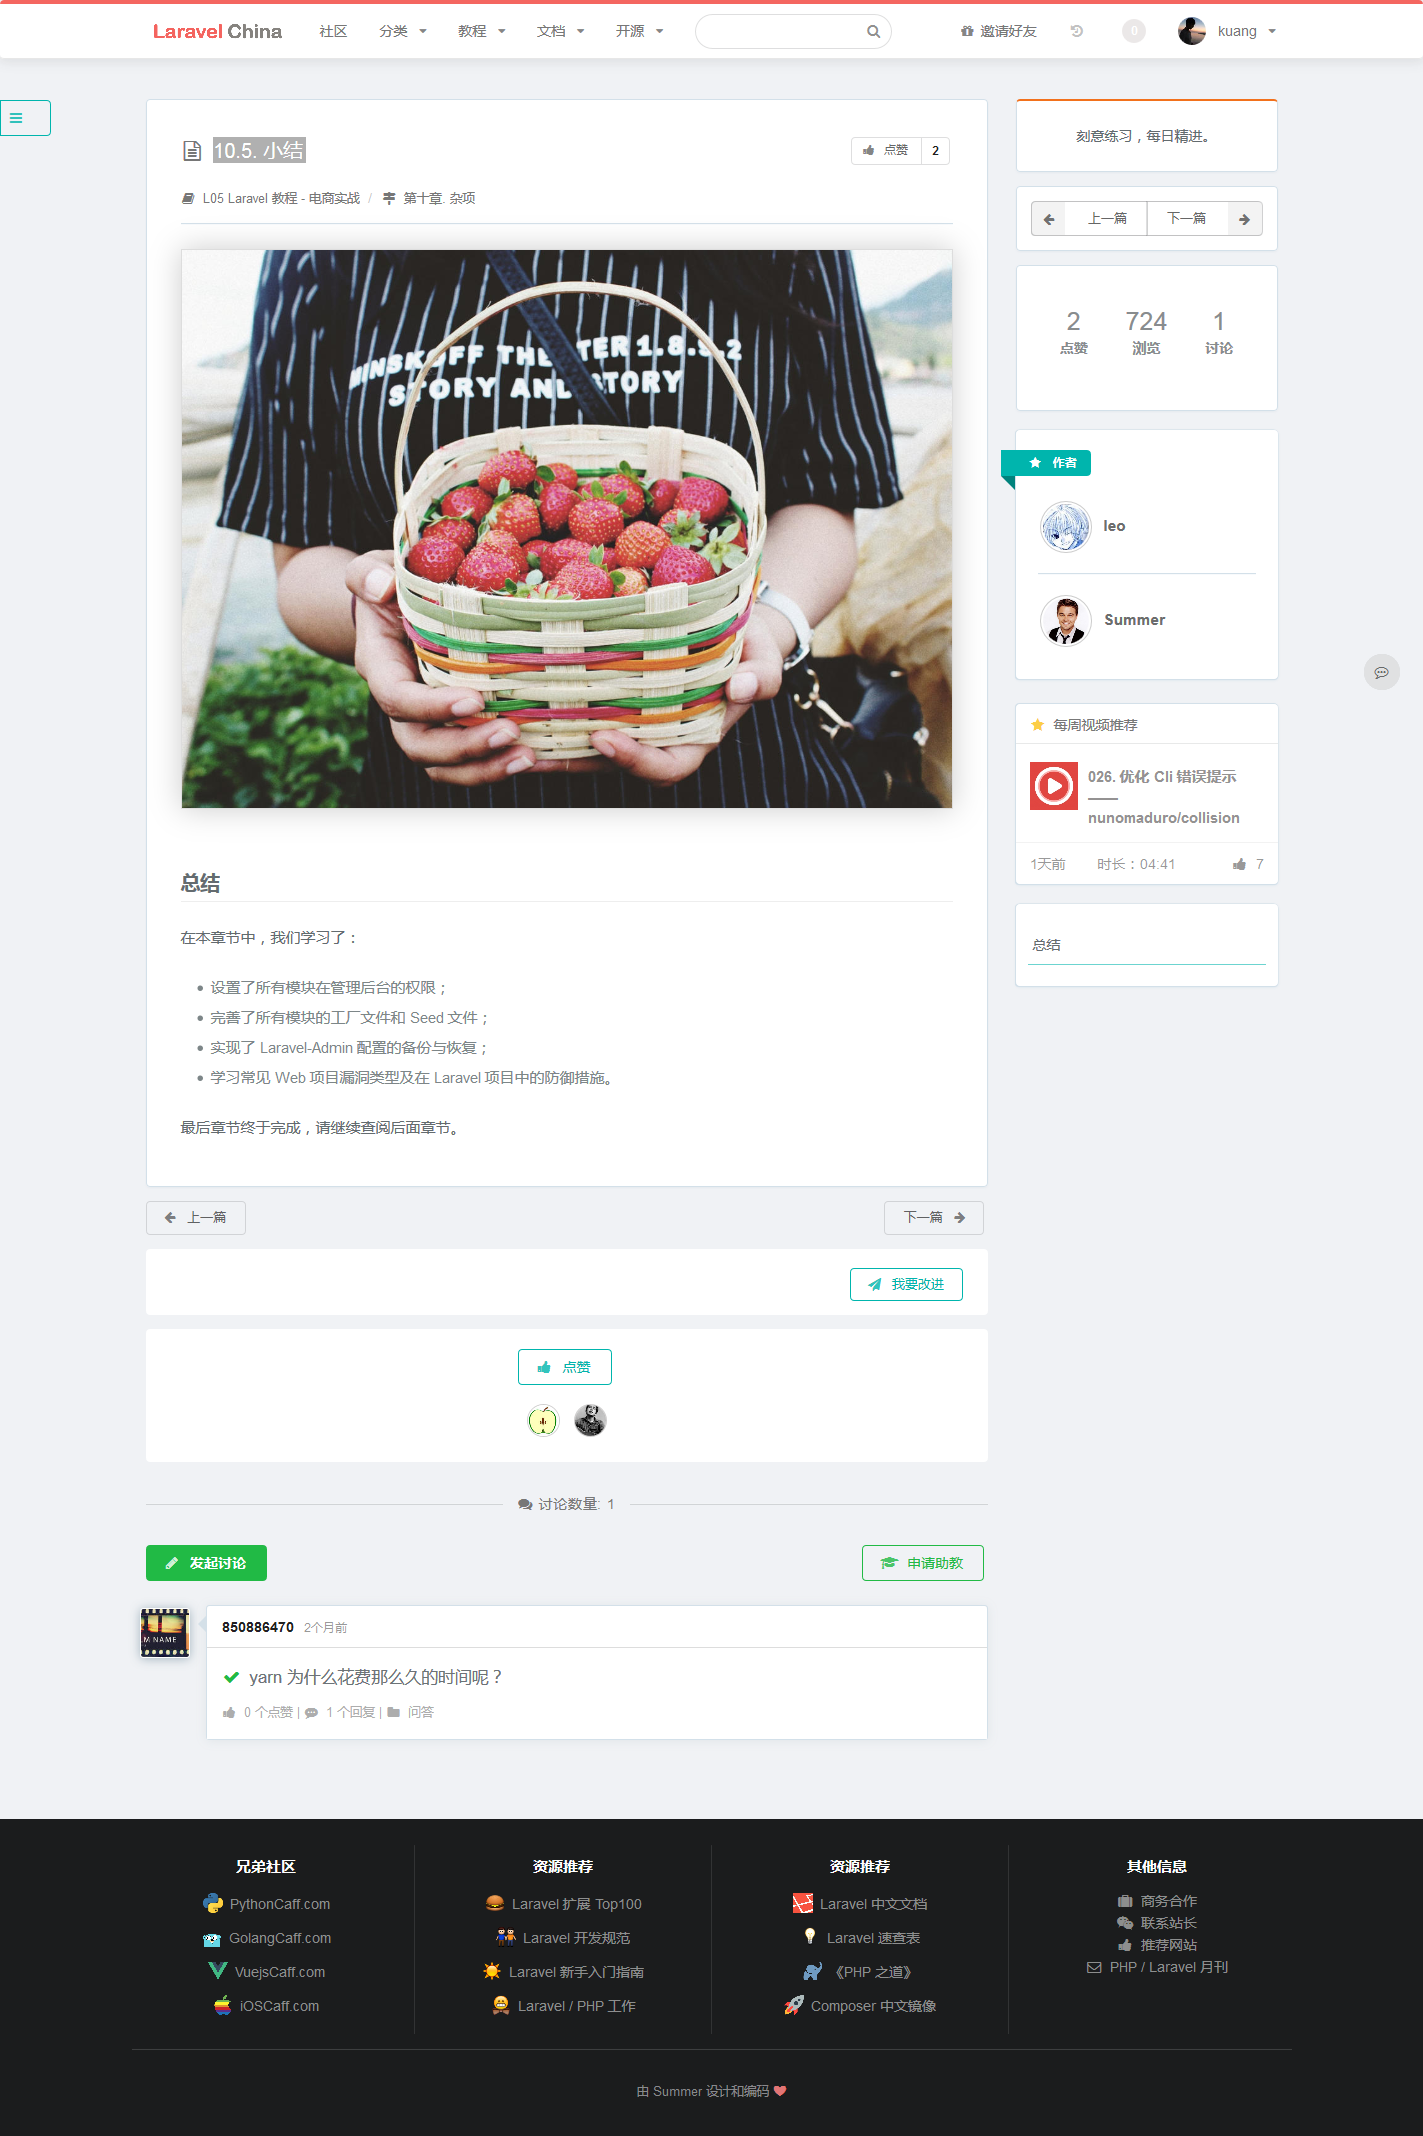 Laravel China 社区 分类 教程 文档 开源 邀请好友 0 kuang
10.5. 小结
点赞 2
L05 Laravel 教程 - 电商实战 / 第十章. 杂项
STORY AND STORY
总结
在本章节中，我们学习了：
设置了所有模块在管理后台的权限；
完善了所有模块的工厂文件和 Seed 文件；
实现了 Laravel-Admin 配置的备份与恢复；
学习常见 Web 项目漏洞类型及在 Laravel 项目中的防御措施。
最后章节终于完成，请继续查阅后面章节。
上一篇 下一篇
我要改进
点赞
讨论数量: 1
发起讨论 申请助教
M NAME
850886470 2个月前
yarn 为什么花费那么久的时间呢？
0 个点赞 | 1 个回复 | 问答
刻意练习，每日精进。
上一篇 下一篇
2 724 1
点赞 浏览 讨论
作者
leo
Summer
每周视频推荐
026. 优化 Cli 错误提示
——
nunomaduro/collision
1天前 时长：04:41 7
总结
兄弟社区
PythonCaff.com
GolangCaff.com
VuejsCaff.com
iOSCaff.com
资源推荐
Laravel 扩展 Top100
Laravel 开发规范
Laravel 新手入门指南
Laravel / PHP 工作
资源推荐
Laravel 中文文档
Laravel 速查表
《PHP 之道》
Composer 中文镜像
其他信息
商务合作
联系站长
推荐网站
PHP / Laravel 月刊
由 Summer 设计和编码